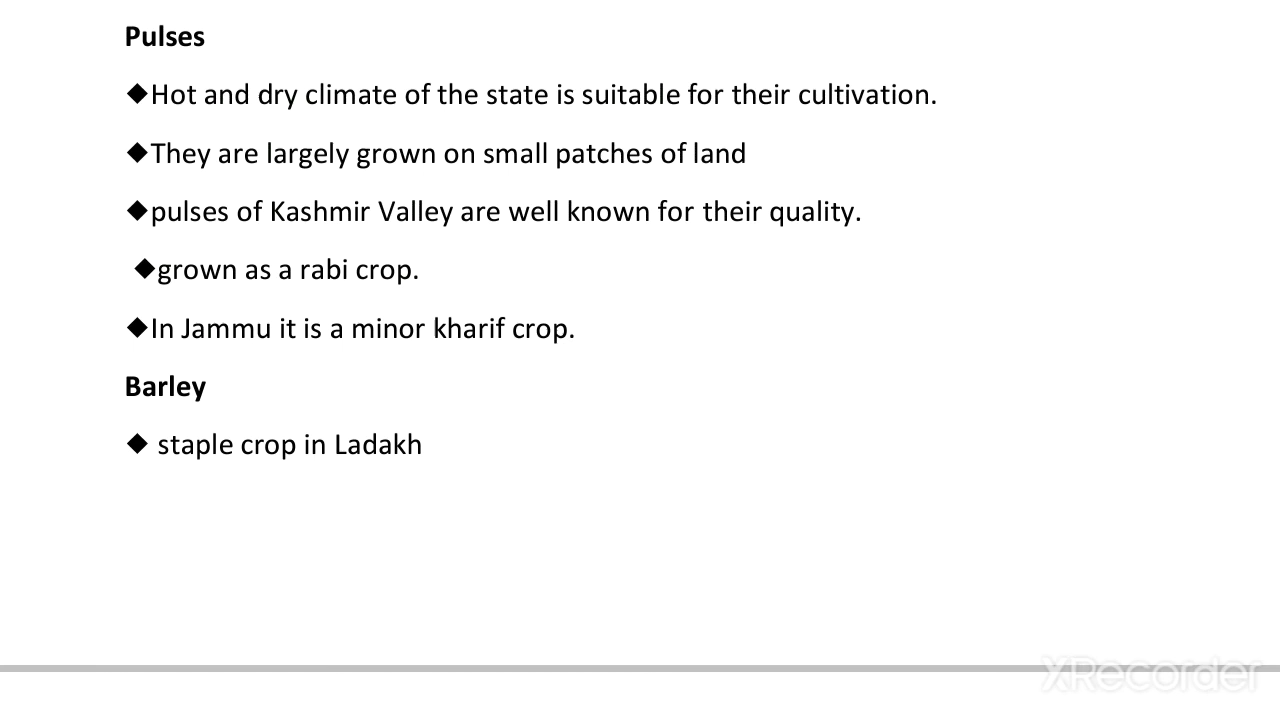 Pulses
◆Hot and dry climate of the state is suitable for their cultivation.
◆They are largely grown on small patches of land
◆pulses of Kashmir Valley are well known for their quality.
◆grown as a rabi crop.
◆In Jammu it is a minor kharif crop.
Barley
◆ staple crop in Ladakh
XRecorder